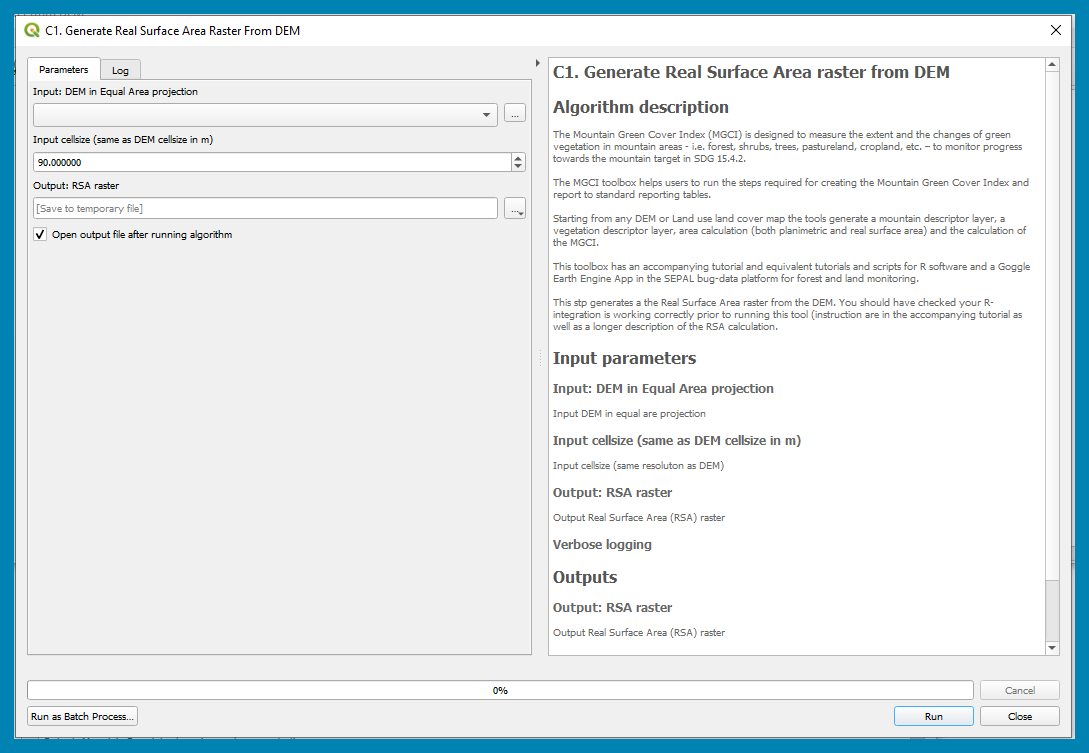 C1. Generate Real Surface Area Raster From DEM
Parameters
Log
Input: DEM in Equal Area projection
...
Input cellsize (same as DEM cellsize in m)
90.000000
Output: RSA raster
[Save to temporary file]
...
Open output file after running algorithm
C1. Generate Real Surface Area raster from DEM
Algorithm description
The Mountain Green Cover Index (MGCI) is designed to measure the extent and the changes of green
vegetation in mountain areas - i.e. forest, shrubs, trees, pastureland, cropland, etc. – to monitor progress
towards the mountain target in SDG 15.4.2.
The MGCI toolbox helps users to run the steps required for creating the Mountain Green Cover Index and
report to standard reporting tables.
Starting from any DEM or Land use land cover map the tools generate a mountain descriptor layer, a
vegetation descriptor layer, area calculation (both planimetric and real surface area) and the calculation of
the MGCI.
This toolbox has an accompanying tutorial and equivalent tutorials and scripts for R software and a Goggle
Earth Engine App in the SEPAL bug-data platform for forest and land monitoring.
This stp generates a the Real Surface Area raster from the DEM. You should have checked your R-
integration is working correctly prior to running this tool (instruction are in the accompanying tutorial as
well as a longer description of the RSA calculation.
Input parameters
Input: DEM in Equal Area projection
Input DEM in equal are projection
Input cellsize (same as DEM cellsize in m)
Input cellsize (same resoluton as DEM)
Output: RSA raster
Output Real Surface Area (RSA) raster
Verbose logging
Outputs
Output: RSA raster
Output Real Surface Area (RSA) raster
0%
Cancel
Run as Batch Process...
Run
Close